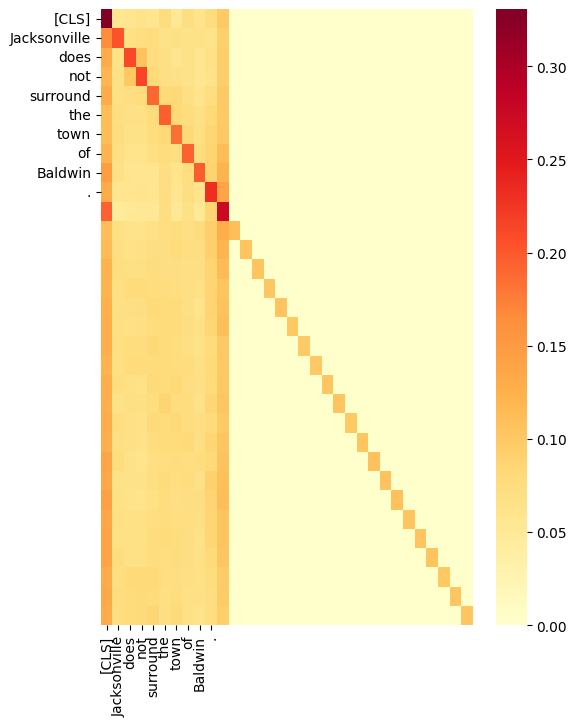 [CLS]
Jacksonville
does
not
surround
the
town
of
Baldwin
.
0.30
0.25
0.20
0.15
0.10
0.05
0.00
[CLS]
Jacksonville
does
not
surround
the
town
of
Baldwin
.